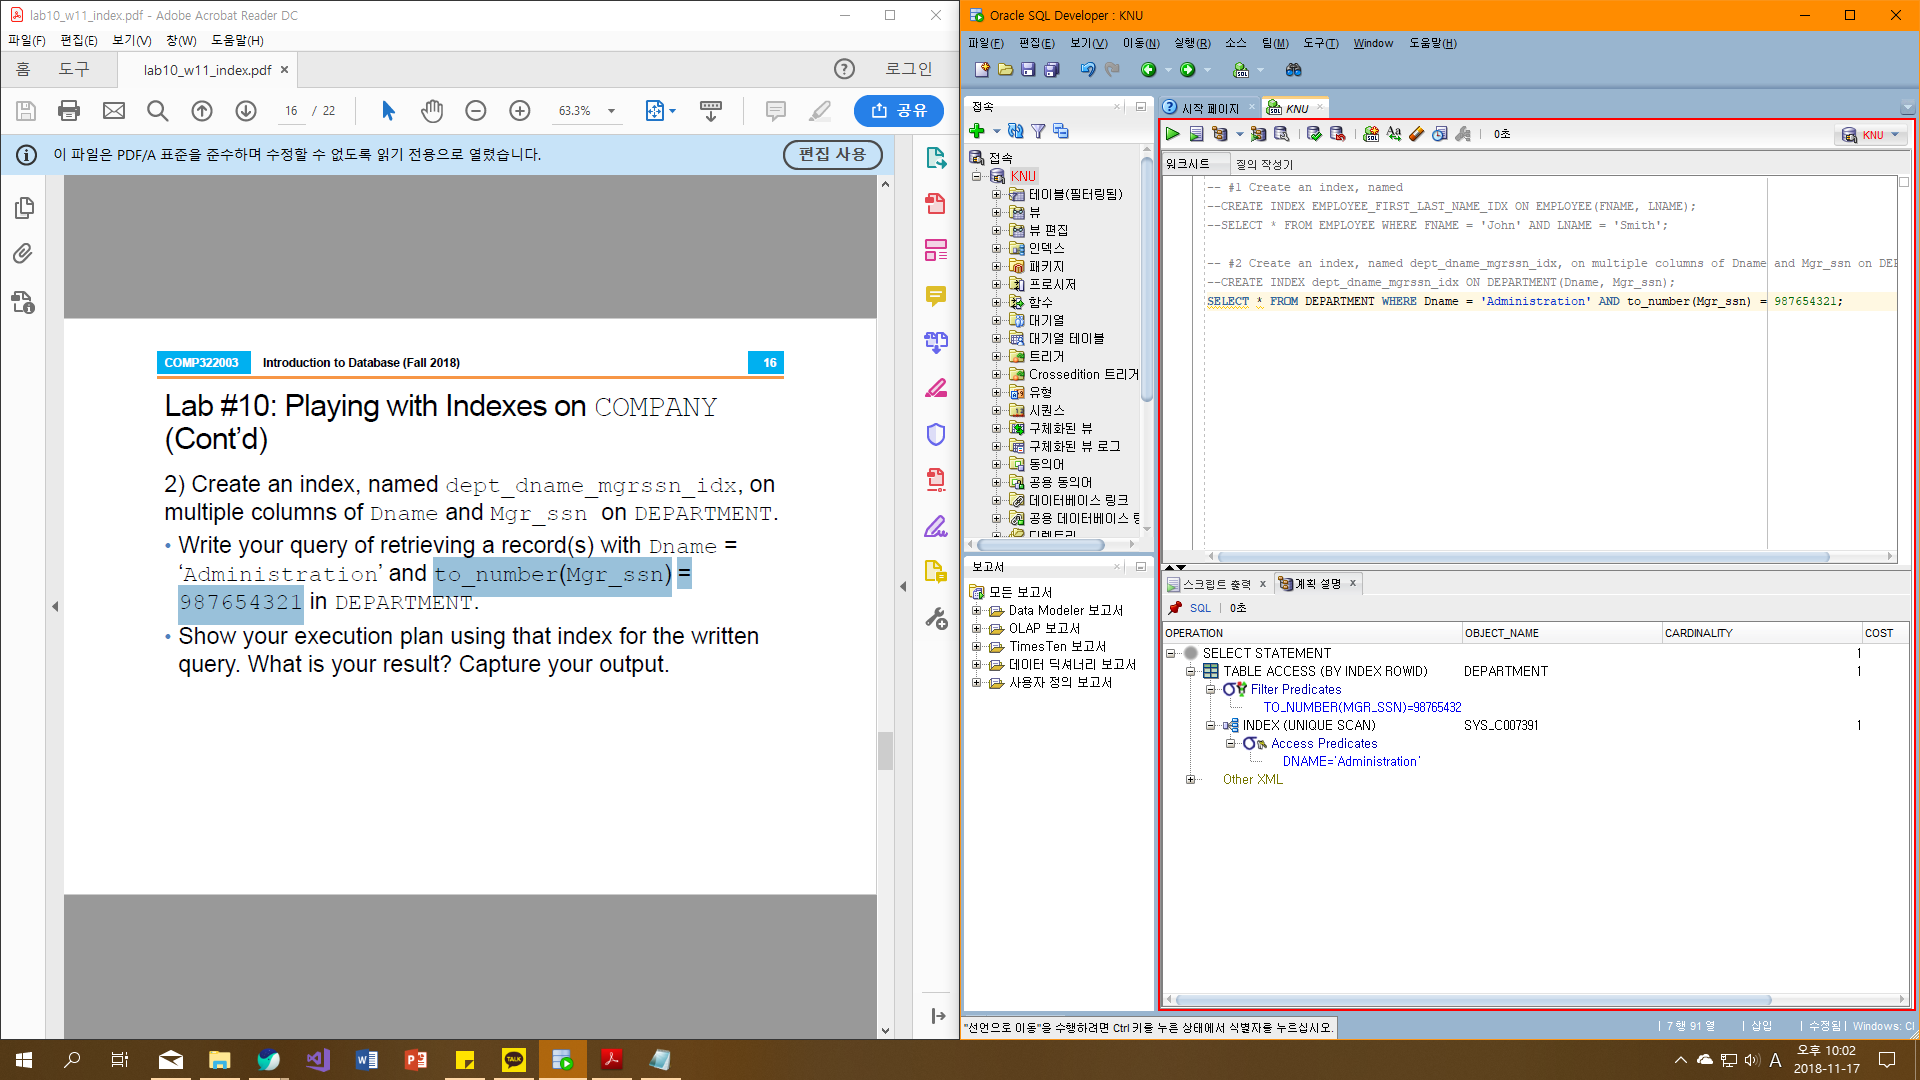 lab10_w11_index.pdf - Adobe Acrobat Reader DC
파일(F) 편집(E) 보기(V) 창(W) 도움말(H)
홈 도구 lab10_w11_index.pdf × 로그인
16 / 22 63.3% 공유
이 파일은 PDF/A 표준을 준수하며 수정할 수 없도록 읽기 전용으로 열렸습니다. 편집 사용
COMP322003 Introduction to Database (Fall 2018) 16
Lab #10: Playing with Indexes on COMPANY
(Cont'd)
2) Create an index, named dept_dname_mgrssn_idx, on
multiple columns of Dname and Mgr_ssn on DEPARTMENT.
• Write your query of retrieving a record(s) with Dname =
‘Administration’ and to_number(Mgr_ssn) =
987654321 in DEPARTMENT.
• Show your execution plan using that index for the written
query. What is your result? Capture your output.
Oracle SQL Developer : KNU
파일(F) 편집(E) 보기(V) 이동(N) 실행(R) 소스 팀(M) 도구(T) Window 도움말(H)
접속
접속
KNU
테이블(필터링됨)
뷰
뷰 편집
인덱스
패키지
프로시저
함수
대기열
대기열 테이블
트리거
Crossedition 트리거
유형
시퀀스
구체화된 뷰
구체화된 뷰 로그
동의어
공용 동의어
데이터베이스 링크
공용 데이터베이스 링
디렉토리
보고서
모든 보고서
Data Modeler 보고서
OLAP 보고서
TimesTen 보고서
데이터 딕셔너리 보고서
사용자 정의 보고서
시작 페이지 KNU
0초 KNU
워크시트 질의 작성기
-- #1 Create an index, named
--CREATE INDEX EMPLOYEE_FIRST_LAST_NAME_IDX ON EMPLOYEE(FNAME, LNAME);
--SELECT * FROM EMPLOYEE WHERE FNAME = 'John' AND LNAME = 'Smith';
-- #2 Create an index, named dept_dname_mgrssn_idx, on multiple columns of Dname and Mgr_ssn on DEP
--CREATE INDEX dept_dname_mgrssn_idx ON DEPARTMENT(Dname, Mgr_ssn);
SELECT * FROM DEPARTMENT WHERE Dname = 'Administration' AND to_number(Mgr_ssn) = 987654321;
스크립트 출력 × 계획 설명 ×
SQL | 0초
OPERATION OBJECT_NAME CARDINALITY COST
SELECT STATEMENT 1
TABLE ACCESS (BY INDEX ROWID) DEPARTMENT 1
Filter Predicates
TO_NUMBER(MGR_SSN)=98765432
INDEX (UNIQUE SCAN) SYS_C007391 1
Access Predicates
DNAME='Administration'
Other XML
"선언으로 이동"을 수행하려면 Ctrl 키를 누른 상태에서 식별자를 누르십시오.
| 7 행 91 열 | 삽입 | 수정됨 | Windows: CI
A 오후 10:02
2018-11-17